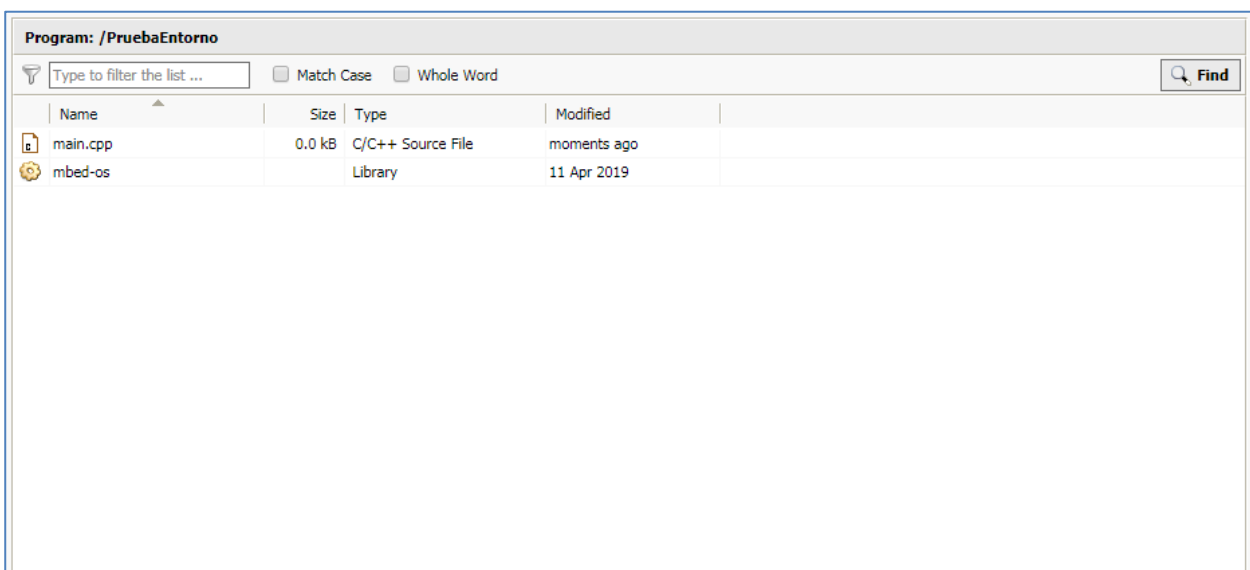 Program: /PruebaEntorno
Type to filter the list ... Match Case Whole Word Find
Name Size Type Modified
main.cpp 0.0 kB C/C++ Source File moments ago
mbed-os Library 11 Apr 2019